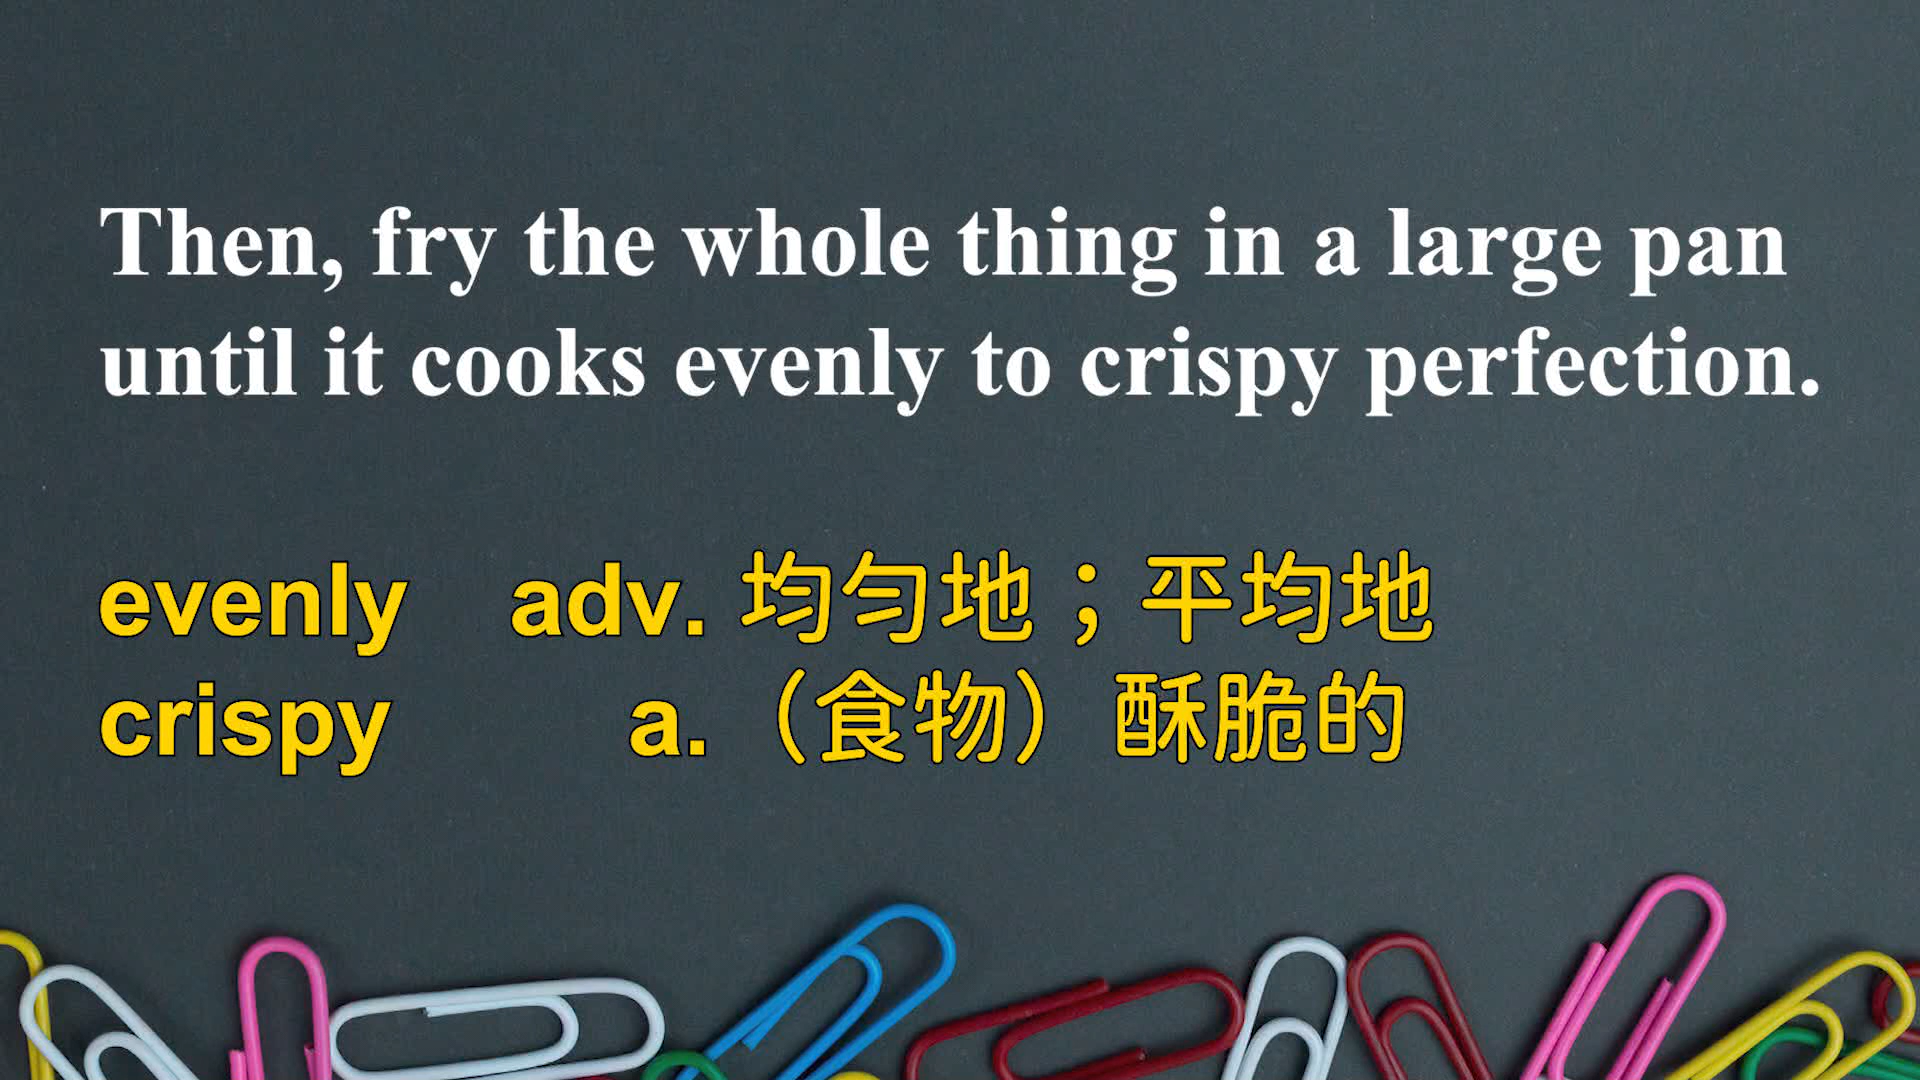 Then, fry the whole thing in a large pan
until it cooks evenly to crispy perfection.
evenly adv. 均勻地；平均地
crispy a.（食物）酥脆的